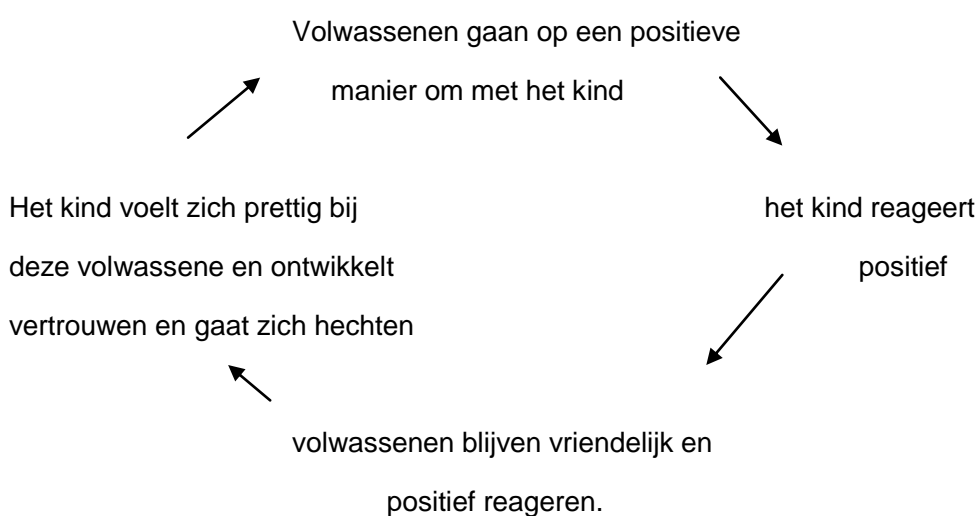 Volwassenen gaan op een positieve
manier om met het kind
het kind reageert
positief
volwassenen blijven vriendelijk en
positief reageren.
Het kind voelt zich prettig bij
deze volwassene en ontwikkelt
vertrouwen en gaat zich hechten